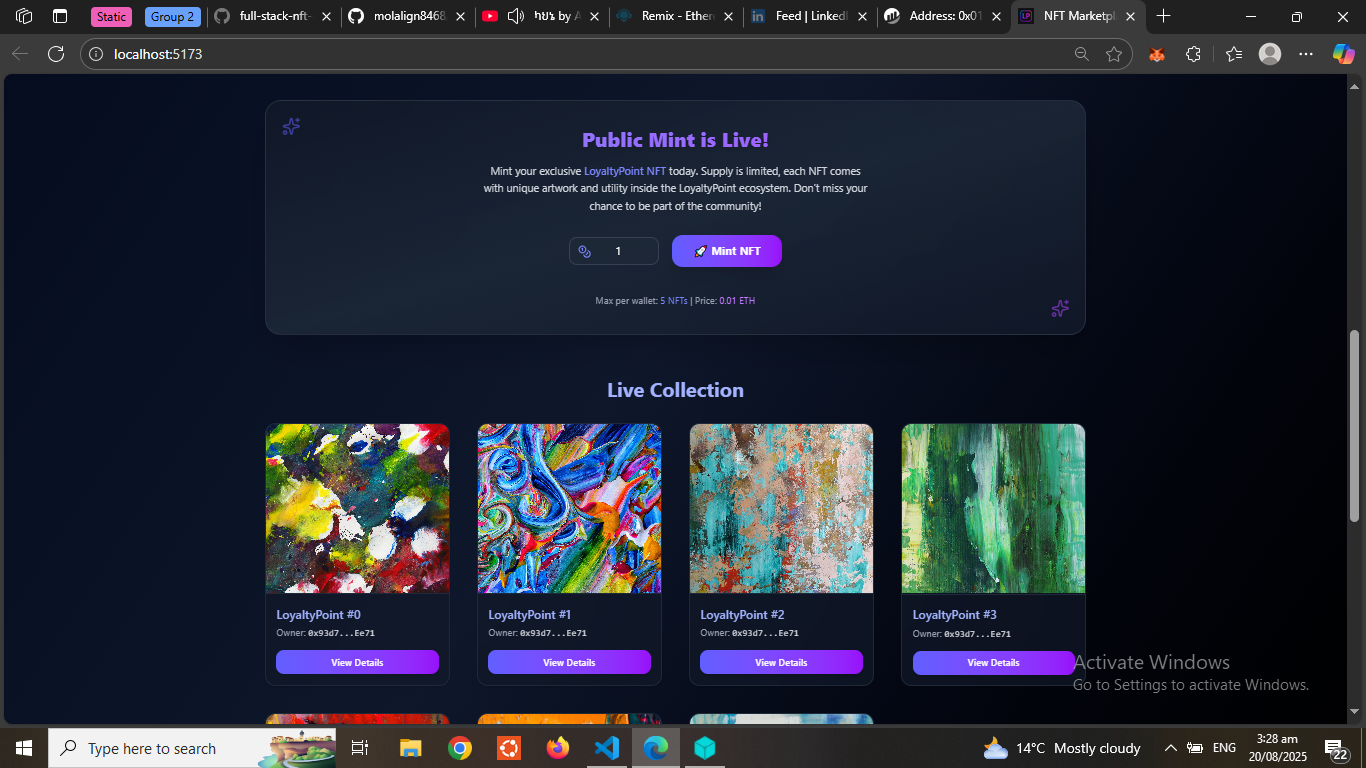 Static
Group 2
full-stack-nft-
molalign8468
ሃሀነ by A
Remix - Ether
Feed | LinkedI
Address: 0x01
NFT Marketpl
localhost:5173
Public Mint is Live!
Mint your exclusive LoyaltyPoint NFT today. Supply is limited, each NFT comes
with unique artwork and utility inside the LoyaltyPoint ecosystem. Don't miss your
chance to be part of the community!
1
🚀 Mint NFT
Max per wallet: 5 NFTs | Price: 0.01 ETH
Live Collection
LoyaltyPoint #0
Owner: 0x93d7...Ee71
View Details
LoyaltyPoint #1
Owner: 0x93d7...Ee71
View Details
LoyaltyPoint #2
Owner: 0x93d7...Ee71
View Details
LoyaltyPoint #3
Owner: 0x93d7...Ee71
View Details
Activate Windows
Go to Settings to activate Windows.
Type here to search
14°C Mostly cloudy
ENG
3:28 am
20/08/2025
22